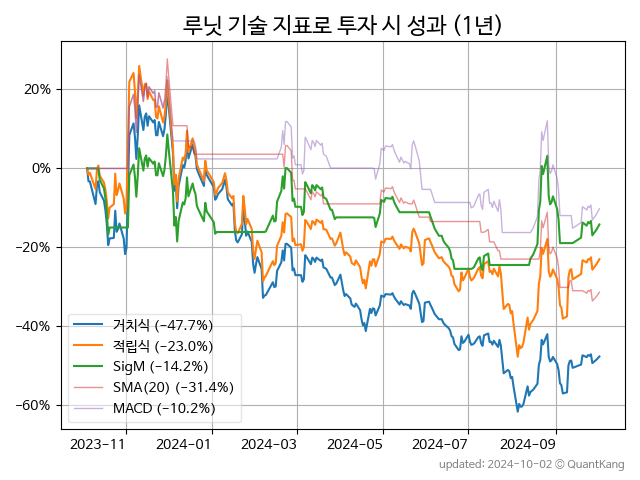 루닛 기술 지표로 투자 시 성과 (1년)
20%
0%
−20%
−40%
−60%
거치식 (−47.7%)
적립식 (−23.0%)
SigM (−14.2%)
SMA(20) (−31.4%)
MACD (−10.2%)
2023-11
2024-01
2024-03
2024-05
2024-07
2024-09
updated: 2024-10-02 © QuantKang